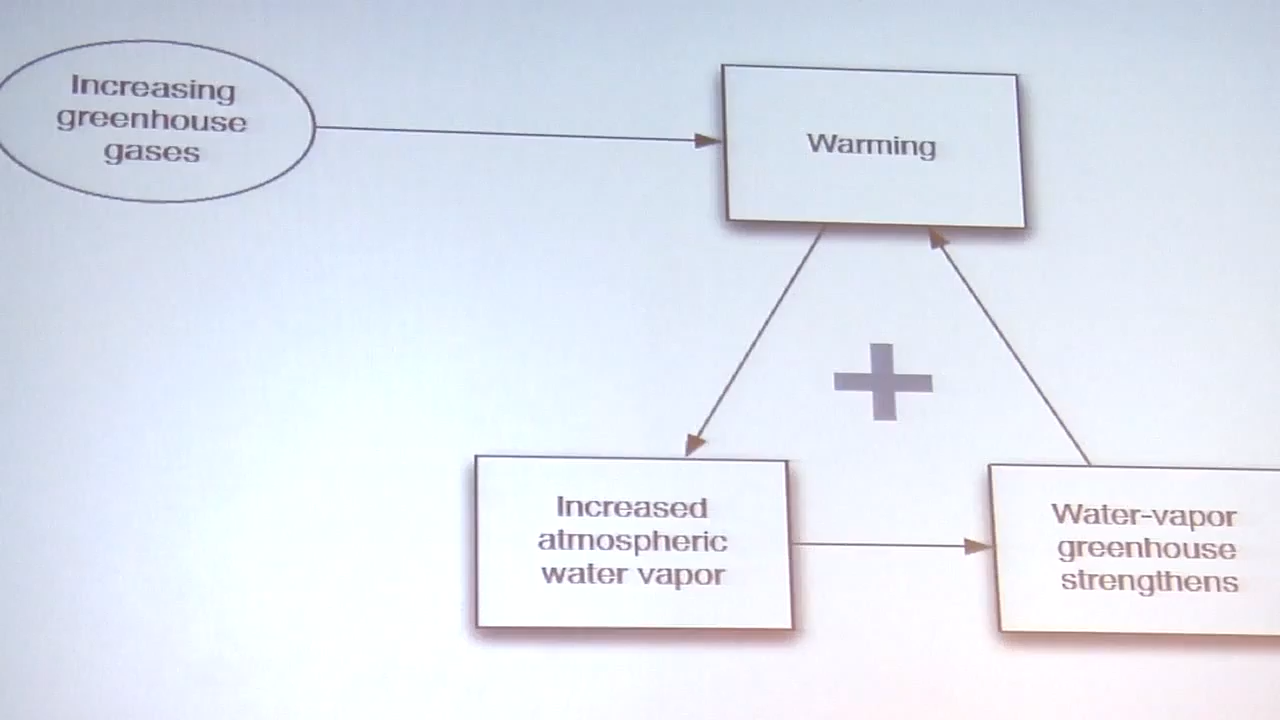 Increasing
greenhouse
gases
Warming
Increased
atmospheric
water vapor
Water-vapor
greenhouse
strengthens